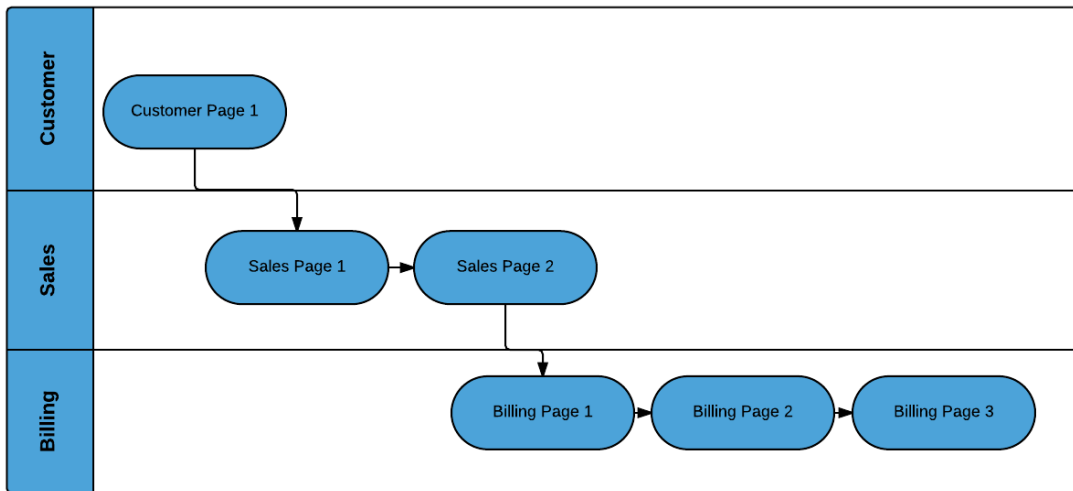 Customer
Customer Page 1
Sales
Sales Page 1
Sales Page 2
Billing
Billing Page 1
Billing Page 2
Billing Page 3